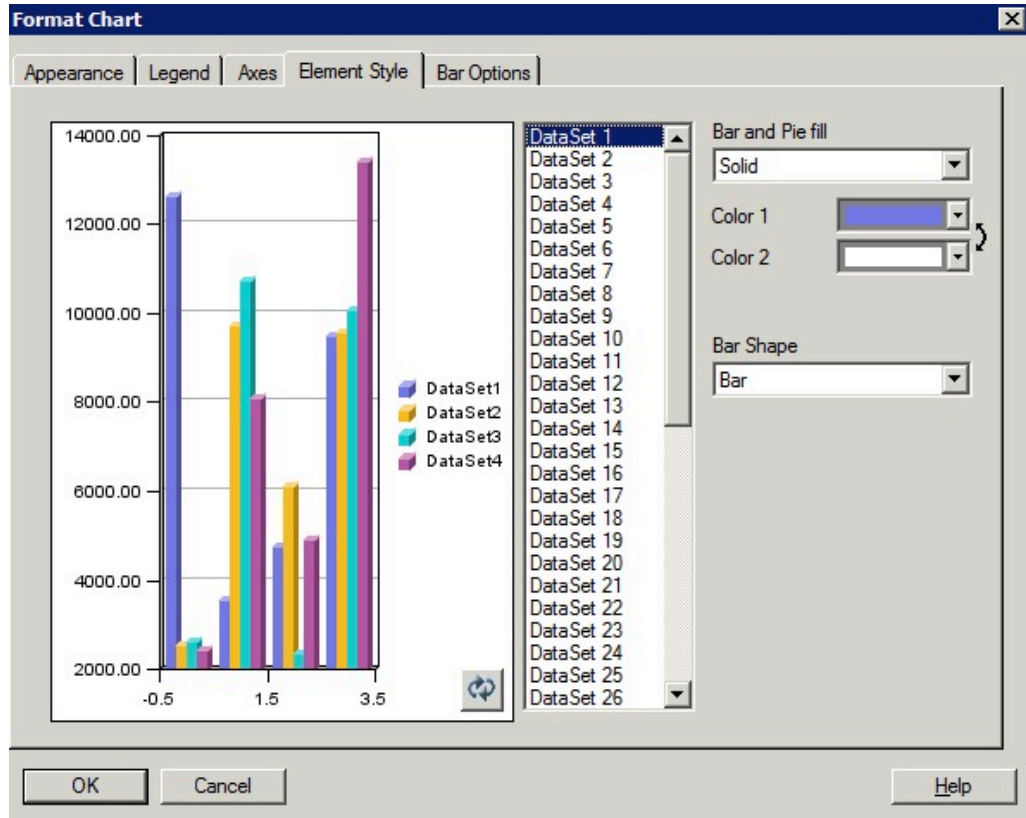 Format Chart
Appearance Legend Axes Element Style Bar Options
14000.00
12000.00
10000.00
8000.00
6000.00
4000.00
2000.00
-0.5 1.5 3.5
DataSet1
DataSet2
DataSet3
DataSet4
DataSet 1
DataSet 2
DataSet 3
DataSet 4
DataSet 5
DataSet 6
DataSet 7
DataSet 8
DataSet 9
DataSet 10
DataSet 11
DataSet 12
DataSet 13
DataSet 14
DataSet 15
DataSet 16
DataSet 17
DataSet 18
DataSet 19
DataSet 20
DataSet 21
DataSet 22
DataSet 23
DataSet 24
DataSet 25
DataSet 26
Bar and Pie fill
Solid
Color 1
Color 2
Bar Shape
Bar
OK Cancel Help